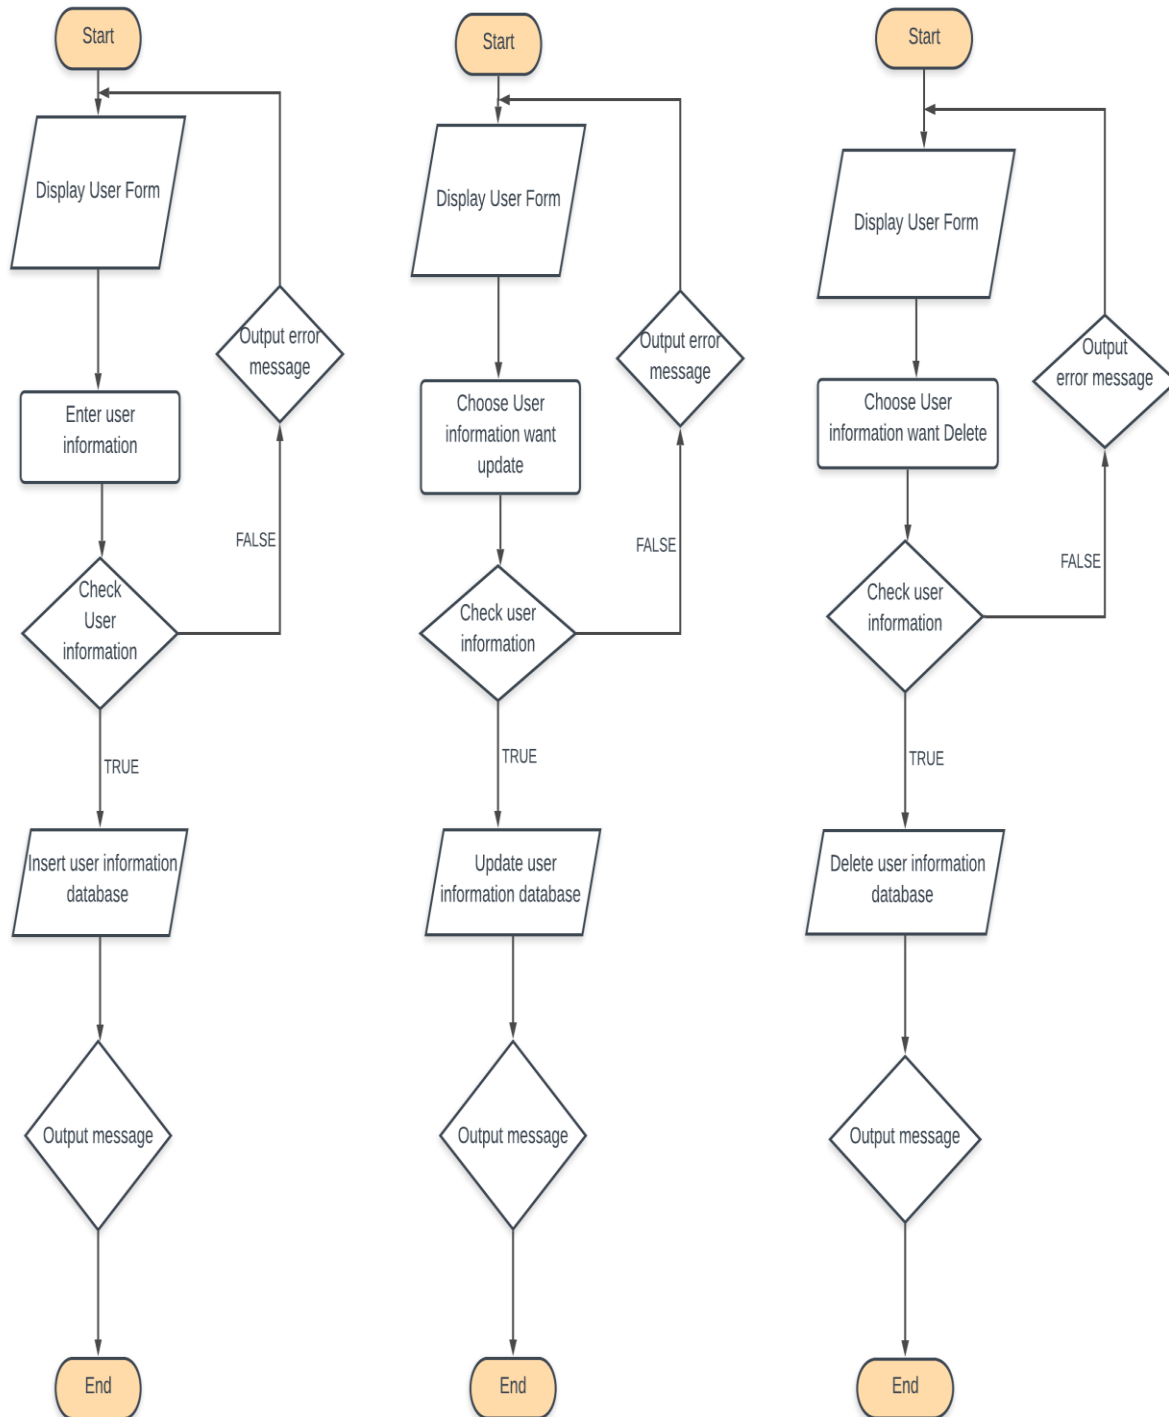 Start
Display User Form
Output error
message
Enter user
information
FALSE
Check
User
information
TRUE
Insert user information
database
Output message
End
Start
Display User Form
Output error
message
Choose User
information want
update
FALSE
Check user
information
TRUE
Update user
information database
Output message
End
Start
Display User Form
Output
error message
Choose User
information want Delete
FALSE
Check user
information
TRUE
Delete user information
database
Output message
End